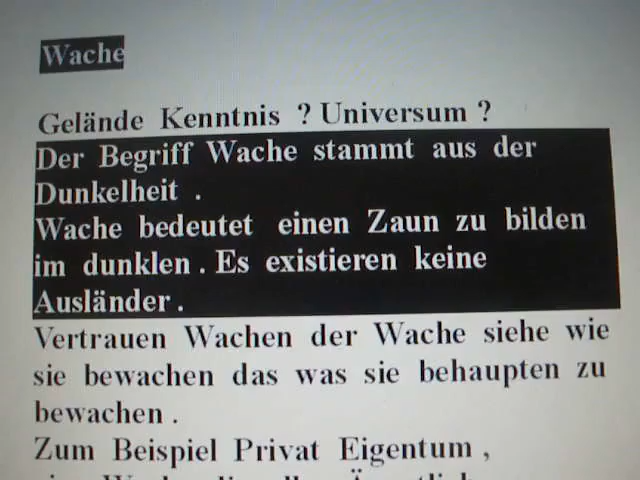 Wache
Gelände Kenntnis ? Universum ?
Der Begriff Wache stammt aus der
Dunkelheit .
Wache bedeutet einen Zaun zu bilden
im dunklen . Es existieren keine
Ausländer .
Vertrauen Wachen der Wache siehe wie
sie bewachen das was sie behaupten zu
bewachen .
Zum Beispiel Privat Eigentum ,